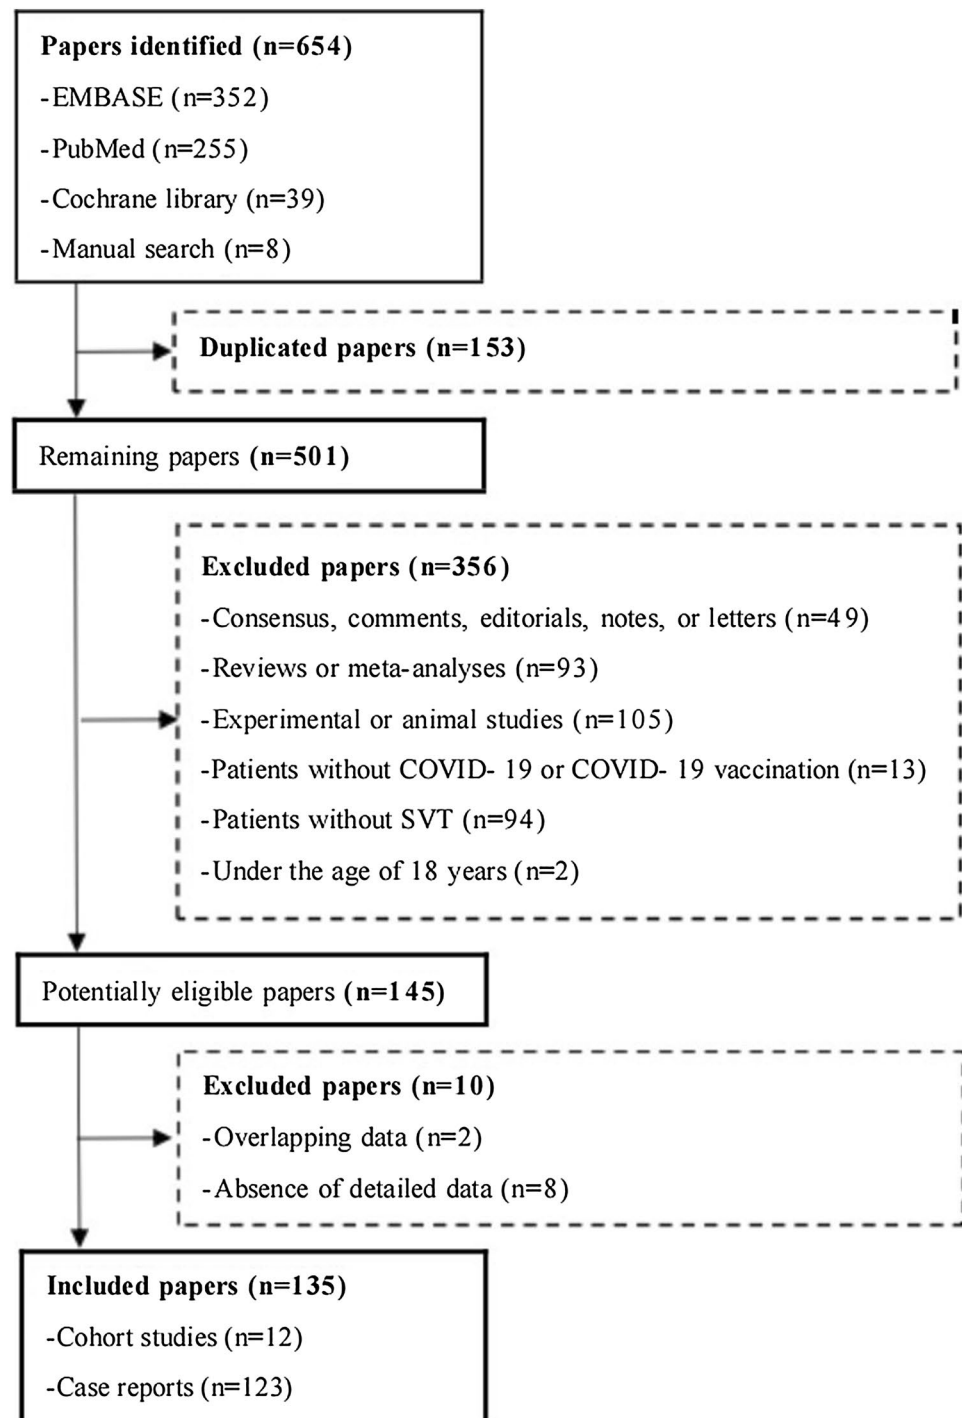 Papers identified (n=654)
-EMBASE (n=352)
-PubMed (n=255)
-Cochrane library (n=39)
-Manual search (n=8)
Duplicated papers (n=153)
Remaining papers (n=501)
Excluded papers (n=356)
-Consensus, comments, editorials, notes, or letters (n=49)
-Reviews or meta-analyses (n=93)
-Experimental or animal studies (n=105)
-Patients without COVID- 19 or COVID- 19 vaccination (n=13)
-Patients without SVT (n=94)
-Under the age of 18 years (n=2)
Potentially eligible papers (n=145)
Excluded papers (n=10)
-Overlapping data (n=2)
-Absence of detailed data (n=8)
Included papers (n=135)
-Cohort studies (n=12)
-Case reports (n=123)